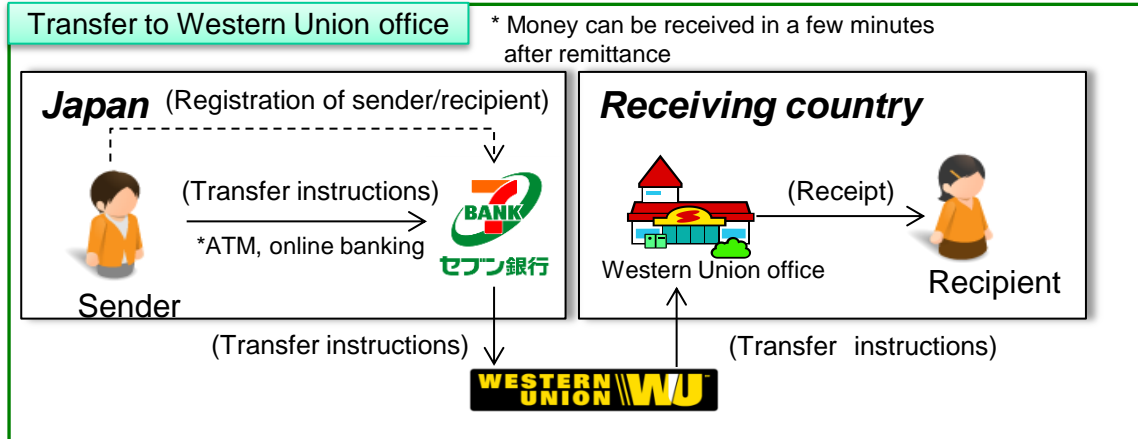 Transfer to Western Union office
* Money can be received in a few minutes
after remittance
Japan (Registration of sender/recipient)
(Transfer instructions)
*ATM, online banking
Sender
7
BANK
セブン銀行
Receiving country
(Receipt)
Western Union office
Recipient
(Transfer instructions)
(Transfer instructions)
WESTERN
UNION
WU